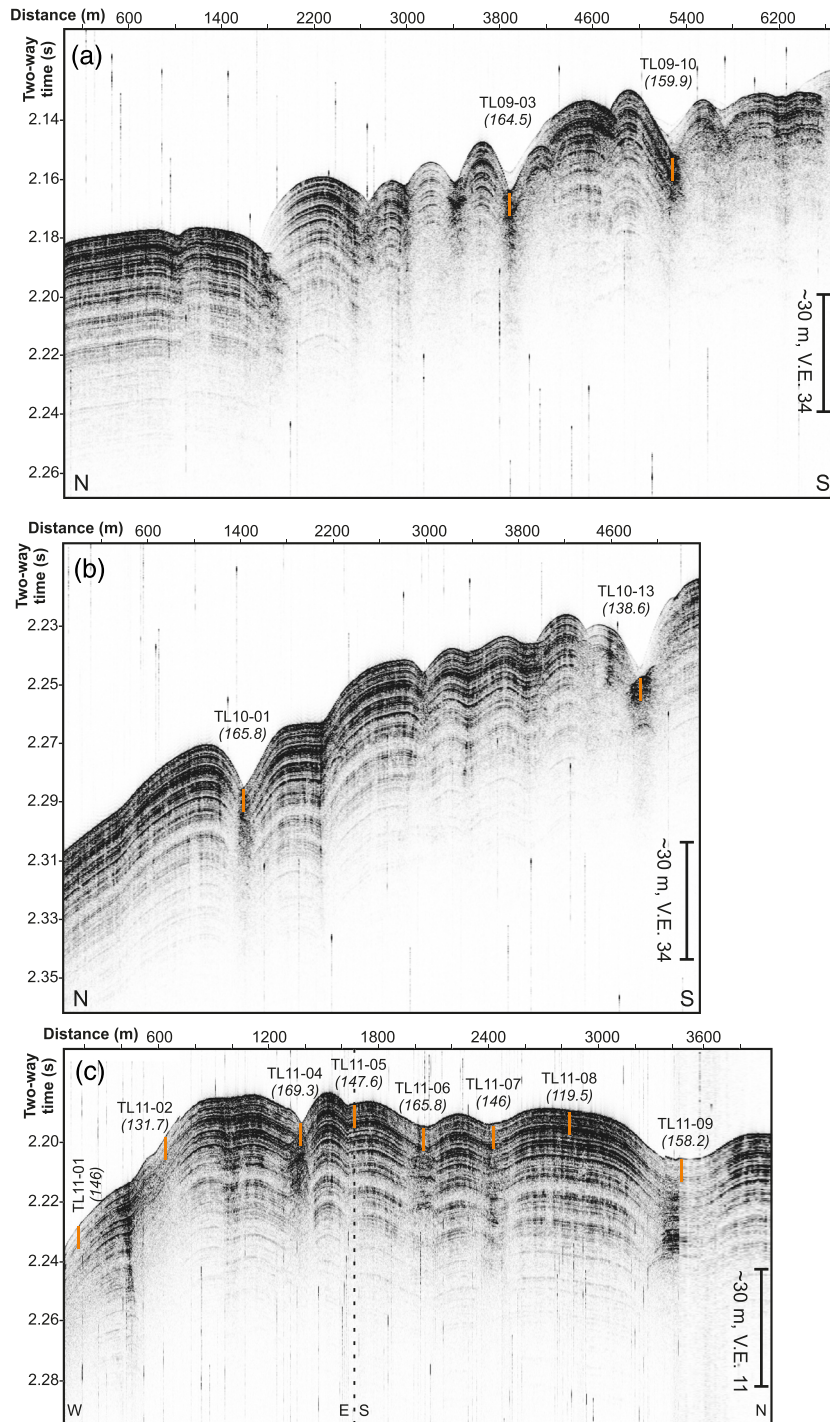 Distance (m) 600 1400 2200 3000 3800 4600 5400 6200
Two-way
time (s)
(a)
TL09-10
(159.9)
TL09-03
(164.5)
2.14
2.16
2.18
2.20
2.22
2.24
2.26
~30 m, V.E. 34
N S
Distance (m) 600 1400 2200 3000 3800 4600
Two-way
time (s)
(b)
TL10-13
(138.6)
TL10-01
(165.8)
2.23
2.25
2.27
2.29
2.31
2.33
2.35
~30 m, V.E. 34
N S
Distance (m) 600 1200 1800 2400 3000 3600
Two-way
time (s)
(c)
TL11-01
(146)
TL11-02
(131.7)
TL11-04
(169.3)
TL11-05
(147.6)
TL11-06
(165.8)
TL11-07
(146)
TL11-08
(119.5)
TL11-09
(158.2)
2.20
2.22
2.24
2.26
2.28
~30 m, V.E. 11
W E S N